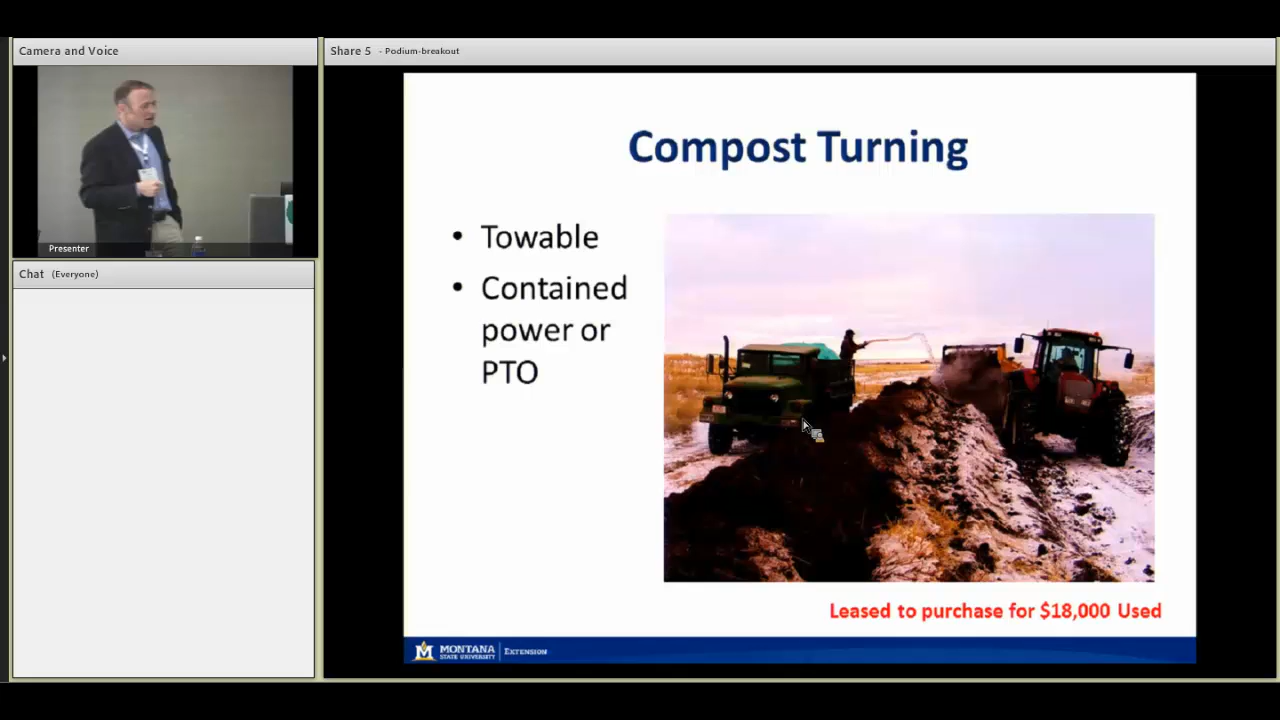 Camera and Voice
Presenter
Chat (Everyone)
Share 5 - Podium-breakout
Compost Turning
• Towable
• Contained
power or
PTO
Leased to purchase for $18,000 Used
M MONTANA
STATE UNIVERSITY
EXTENSION